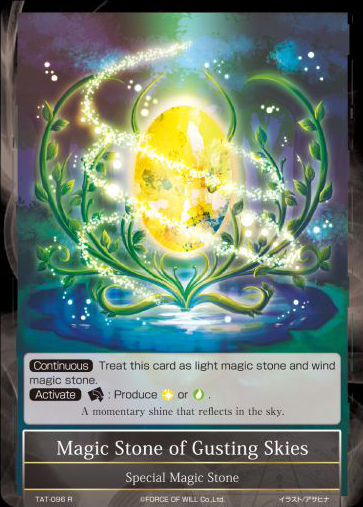 Continuous Treat this card as light magic stone and wind
magic stone.
Activate : Produce or .
A momentary shine that reflects in the sky.
Magic Stone of Gusting Skies
Special Magic Stone
TAT-096 R ©FORCE OF WILL Co.,Ltd. イラスト/アサヒナ